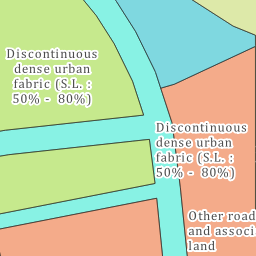 Discontinuous
dense urban
fabric (S.L. :
50% - 80%)
Discontinuous
dense urban
fabric (S.L. :
50% - 80%)
Other road
and associ
land